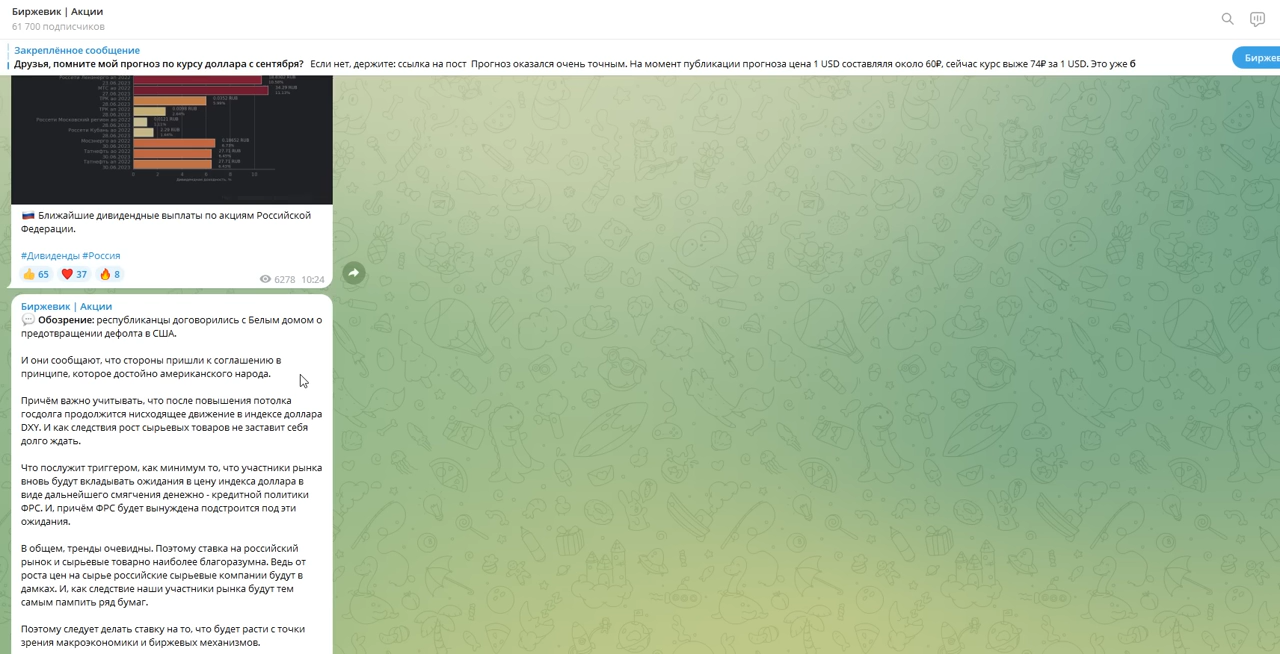 Биржевик | Акции
61 700 подписчиков
Закреплённое сообщение
Друзья, помните мой прогноз по курсу доллара с сентября? Если нет, держите: ссылка на пост Прогноз оказался очень точным. На момент публикации прогноза цена 1 USD составляла около 60₽, сейчас курс выше 74₽ за 1 USD. Это уже б
Биржев
МТС ао 2022
0 2 4 6 8 10
🇷🇺 Ближайшие дивидендные выплаты по акциям Российской
Федерации.
#Дивиденды #Россия
👍 65 ❤️ 37 🔥 8
6278 10:24
Биржевик | Акции
💬 Обозрение: республиканцы договорились с Белым домом о
предотвращении дефолта в США.
И они сообщают, что стороны пришли к соглашению в
принципе, которое достойно американского народа.
Причём важно учитывать, что после повышения потолка
госдолга продолжится нисходящее движение в индексе доллара
DXY. И как следствия рост сырьевых товаров не заставит себя
долго ждать.
Что послужит триггером, как минимум то, что участники рынка
вновь будут вкладывать ожидания в цену индекса доллара в
виде дальнейшего смягчения денежно - кредитной политики
ФРС. И, причём ФРС будет вынуждена подстроится под эти
ожидания.
В общем, тренды очевидны. Поэтому ставка на российский
рынок и сырьевые товарно наиболее благоразумна. Ведь от
роста цен на сырье российские сырьевые компании будут в
дамках. И, как следствие наши участники рынка будут тем
самым пампить ряд бумаг.
Поэтому следует делать ставку на то, что будет расти с точки
зрения макроэкономики и биржевых механизмов.